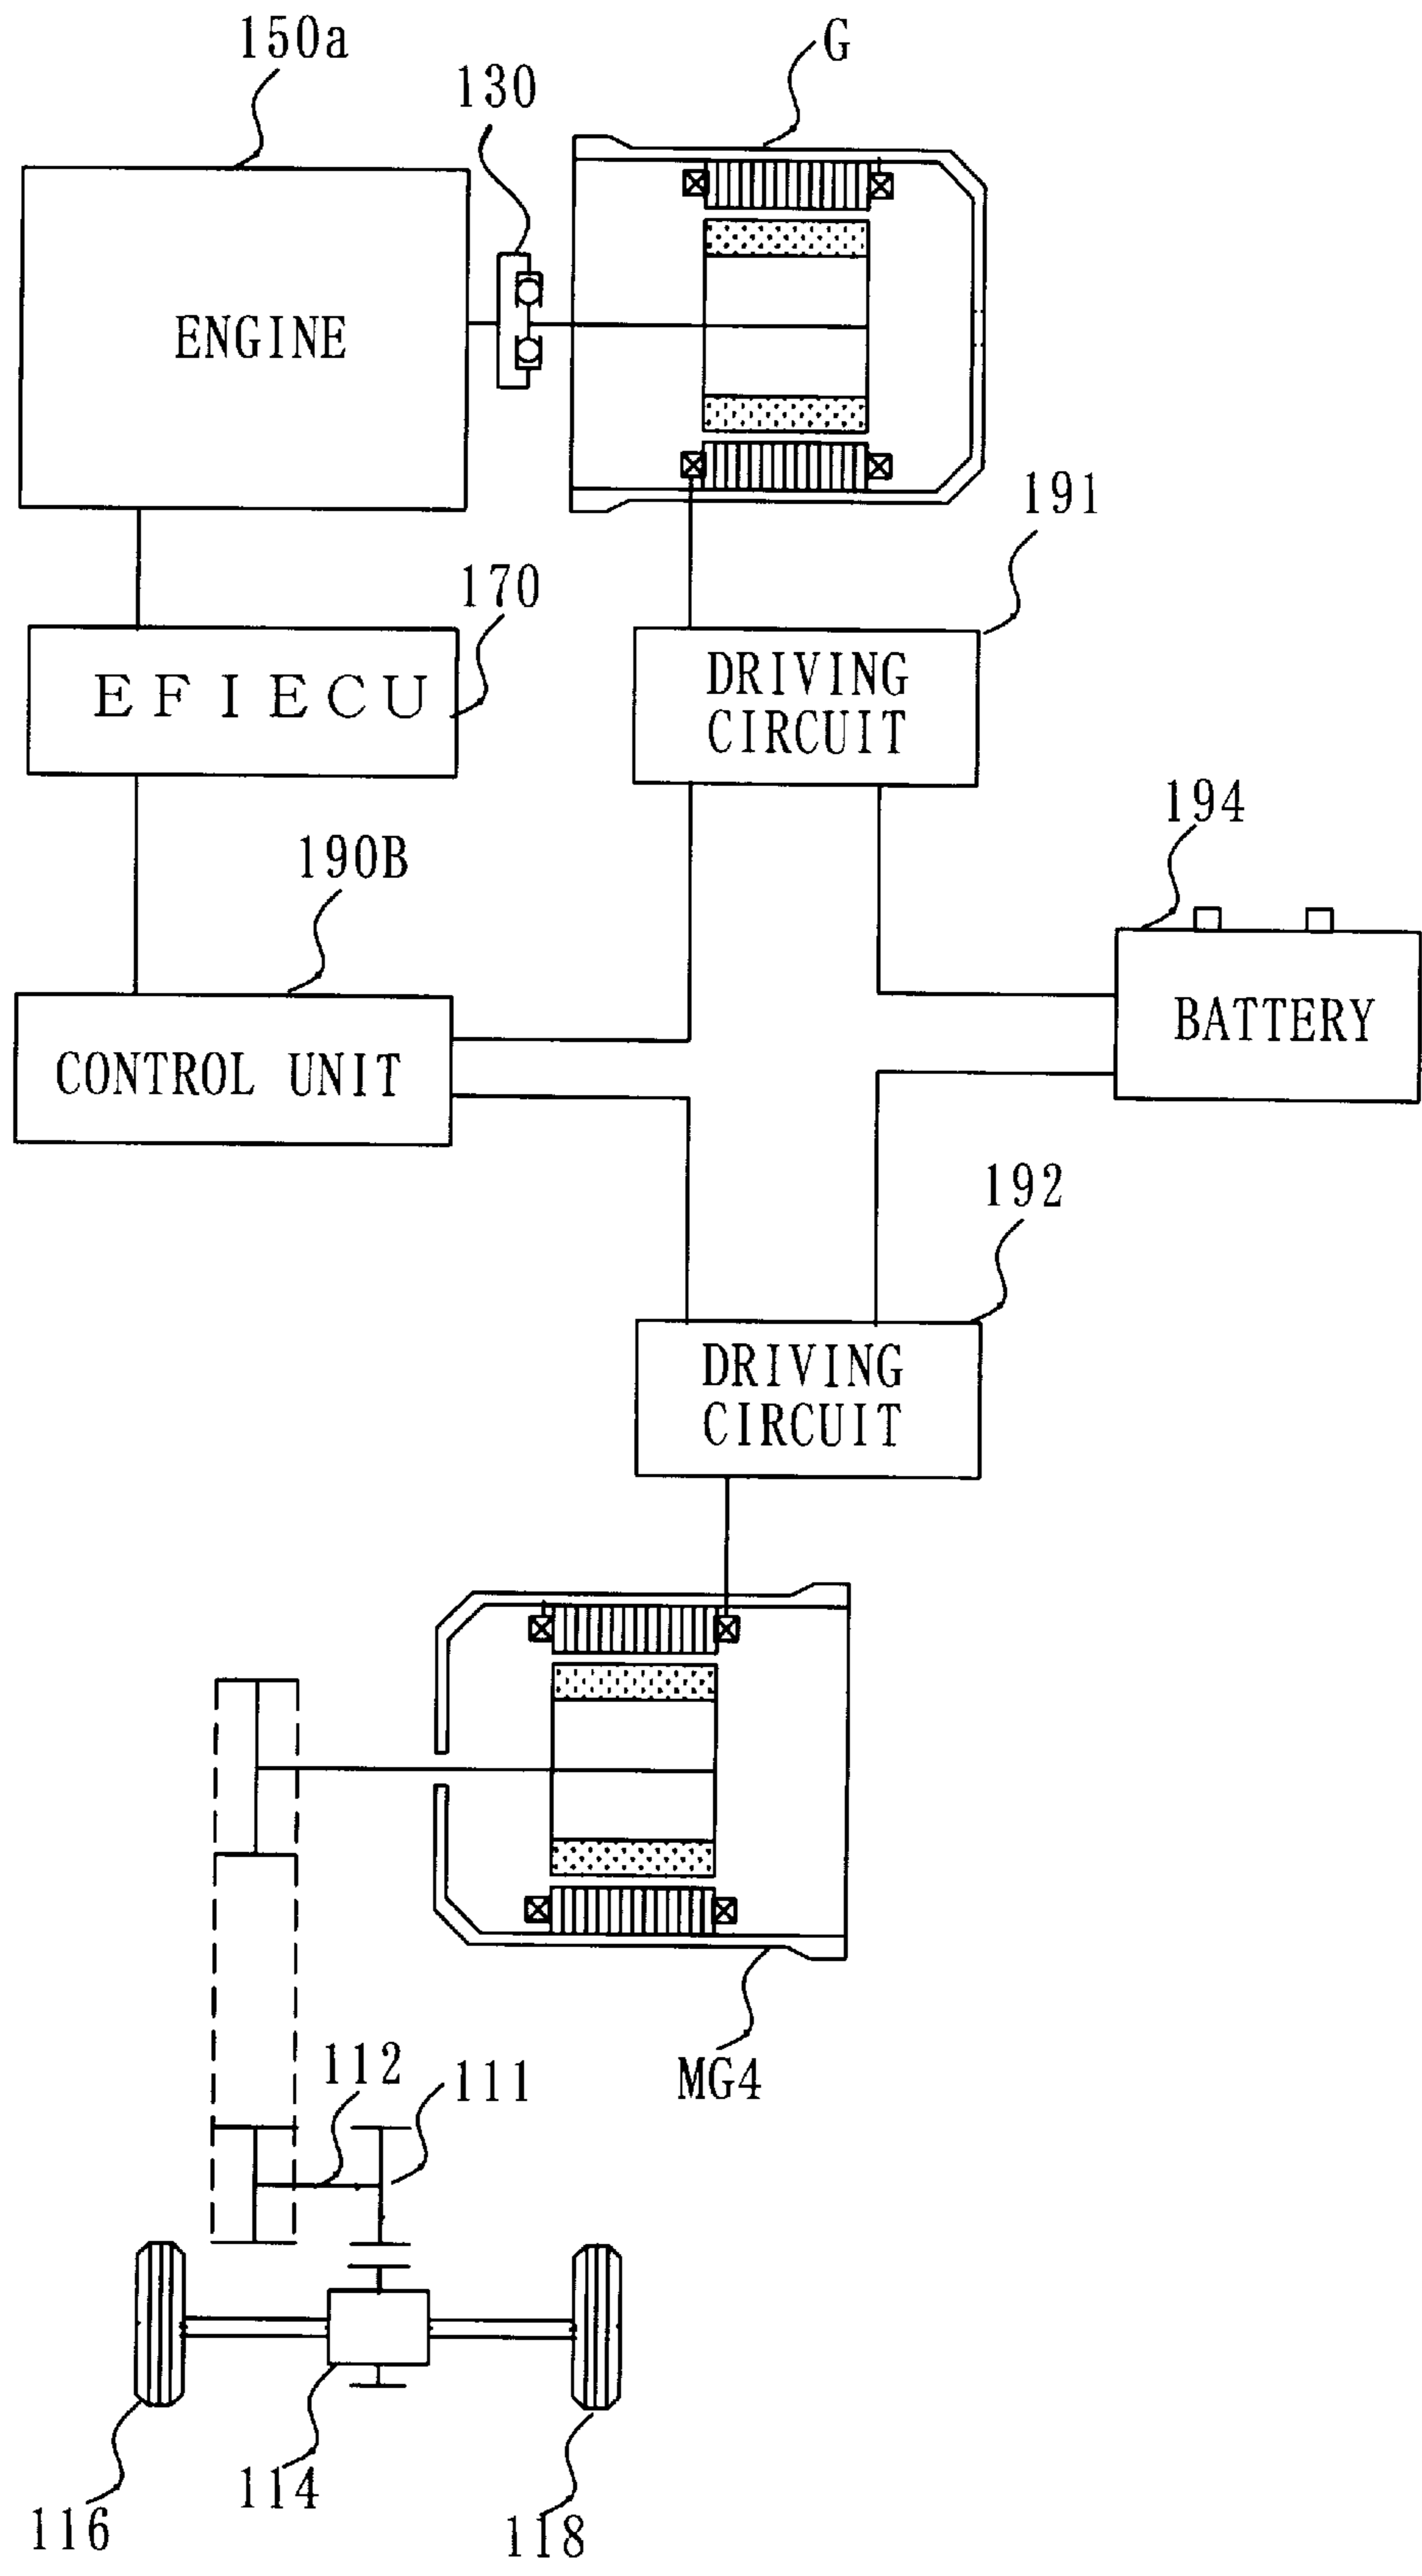 150a
G
130
ENGINE
191
170
EFIECU
DRIVING
CIRCUIT
194
190B
BATTERY
CONTROL UNIT
192
DRIVING
CIRCUIT
112
111
MG4
114
116
118